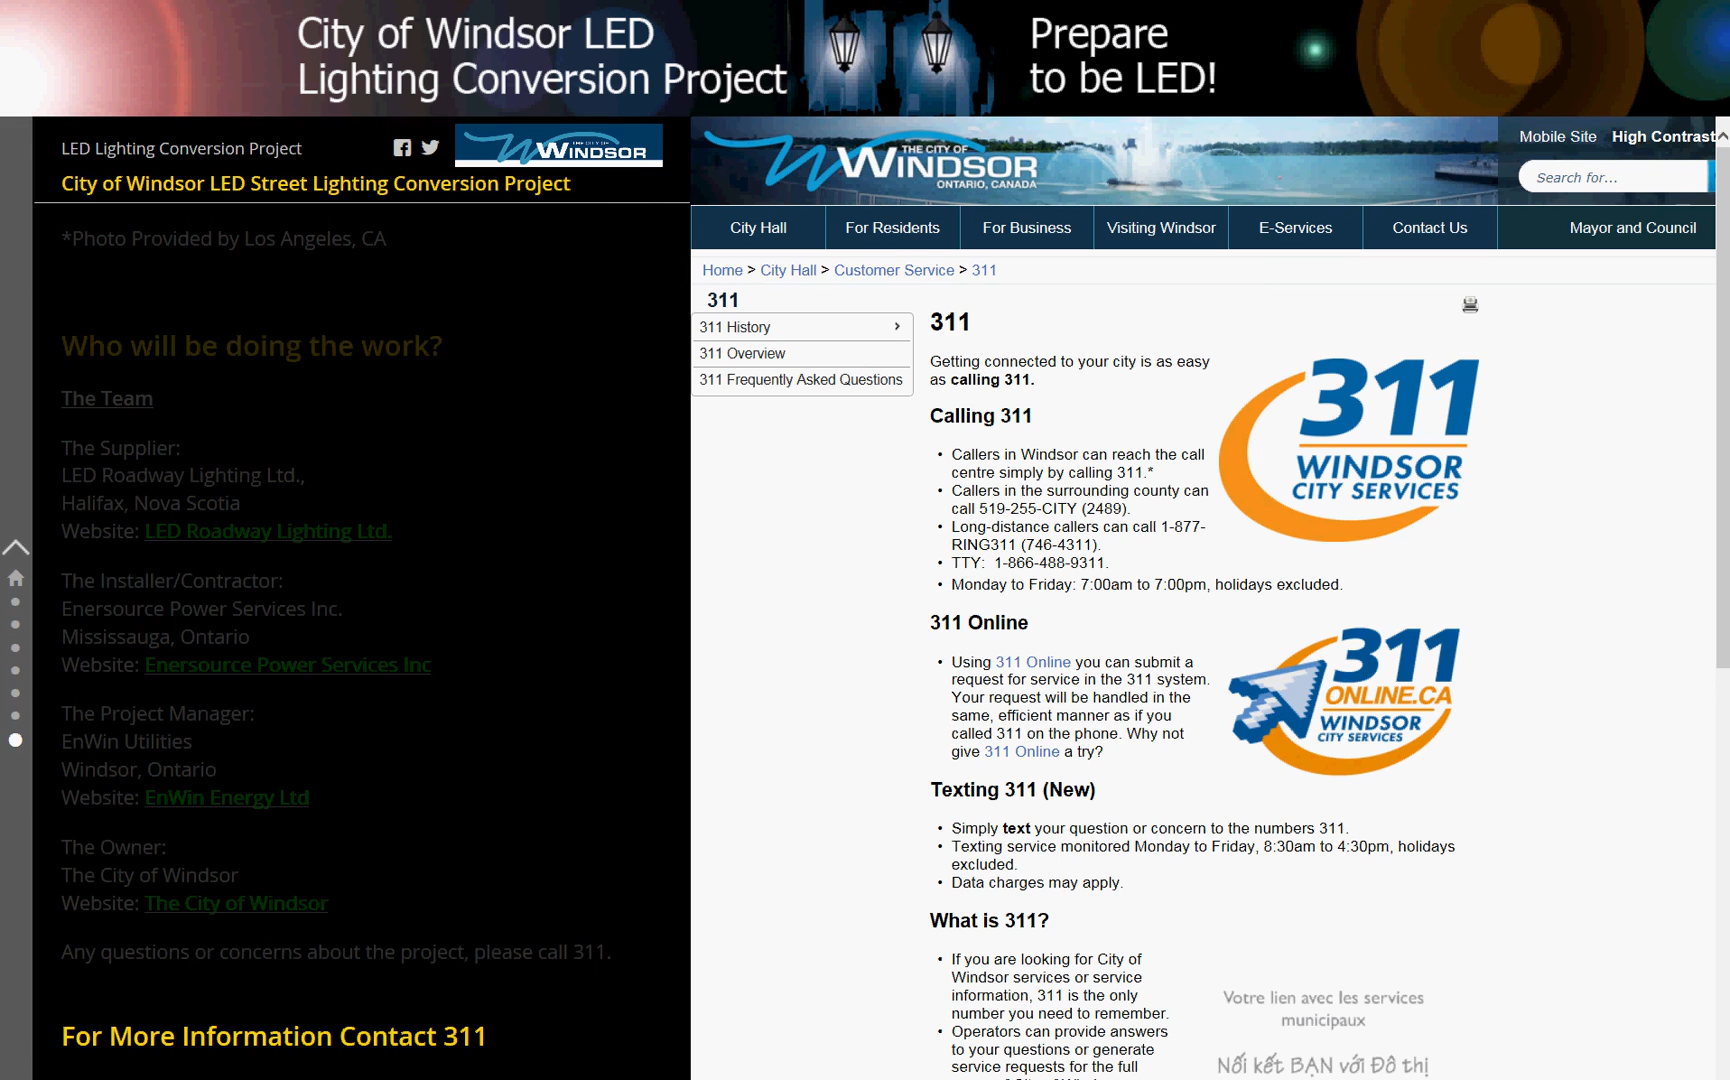 City of Windsor LED
Lighting Conversion Project
Prepare
to be LED!
LED Lighting Conversion Project
THE CITY OF
WINDSOR
City of Windsor LED Street Lighting Conversion Project
*Photo Provided by Los Angeles, CA
Who will be doing the work?
The Team
The Supplier:
LED Roadway Lighting Ltd.,
Halifax, Nova Scotia
Website: LED Roadway Lighting Ltd.
The Installer/Contractor:
Enersource Power Services Inc.
Mississauga, Ontario
Website: Enersource Power Services Inc
The Project Manager:
EnWin Utilities
Windsor, Ontario
Website: EnWin Energy Ltd
The Owner:
The City of Windsor
Website: The City of Windsor
Any questions or concerns about the project, please call 311.
For More Information Contact 311
THE CITY OF
WINDSOR
ONTARIO, CANADA
Mobile Site High Contrast
Search for...
City Hall
For Residents
For Business
Visiting Windsor
E-Services
Contact Us
Mayor and Council
Home > City Hall > Customer Service > 311
311
311 History
311 Overview
311 Frequently Asked Questions
311
Getting connected to your city is as easy
as calling 311.
Calling 311
• Callers in Windsor can reach the call
centre simply by calling 311.*
• Callers in the surrounding county can
call 519-255-CITY (2489).
• Long-distance callers can call 1-877-
RING311 (746-4311).
• TTY: 1-866-488-9311.
• Monday to Friday: 7:00am to 7:00pm, holidays excluded.
311
WINDSOR
CITY SERVICES
311 Online
• Using 311 Online you can submit a
request for service in the 311 system.
Your request will be handled in the
same, efficient manner as if you
called 311 on the phone. Why not
give 311 Online a try?
311
ONLINE.CA
WINDSOR
CITY SERVICES
Texting 311 (New)
• Simply text your question or concern to the numbers 311.
• Texting service monitored Monday to Friday, 8:30am to 4:30pm, holidays
excluded.
• Data charges may apply.
What is 311?
• If you are looking for City of
Windsor services or service
information, 311 is the only
number you need to remember.
• Operators can provide answers
to your questions or generate
service requests for the full
Votre lien avec les services
municipaux
Nối kết BẠN với Đô thị